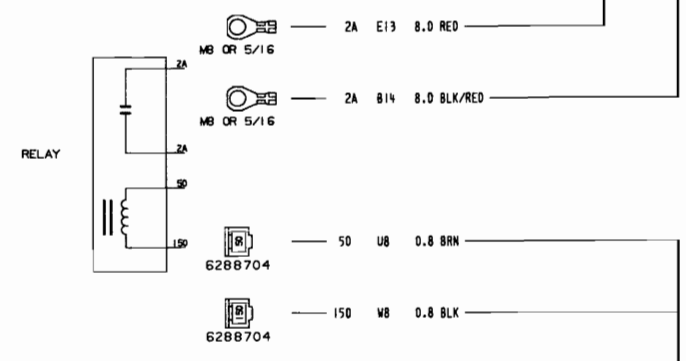 2A E13 8.0 RED
M8 OR 5/16
2A
2A B14 8.0 BLK/RED
M8 OR 5/16
RELAY
2A
50
150
50
50 U8 0.8 BRN
6288704
150
150 W8 0.8 BLK
6288704